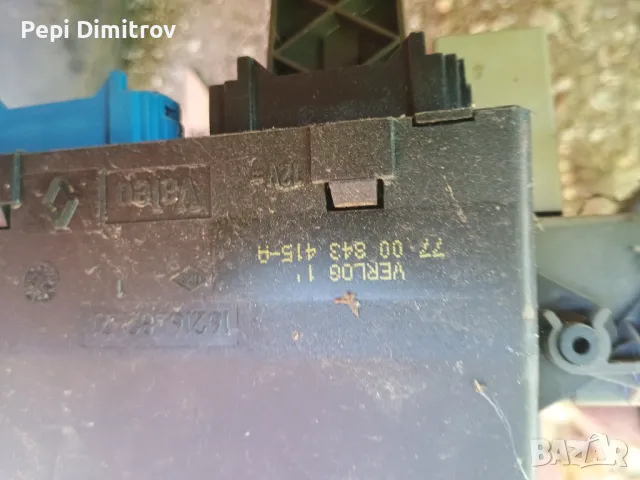 Pepi Dimitrov
Valeo
12V=
VERLOG 1'
77 00 843 415-A
BAZAR